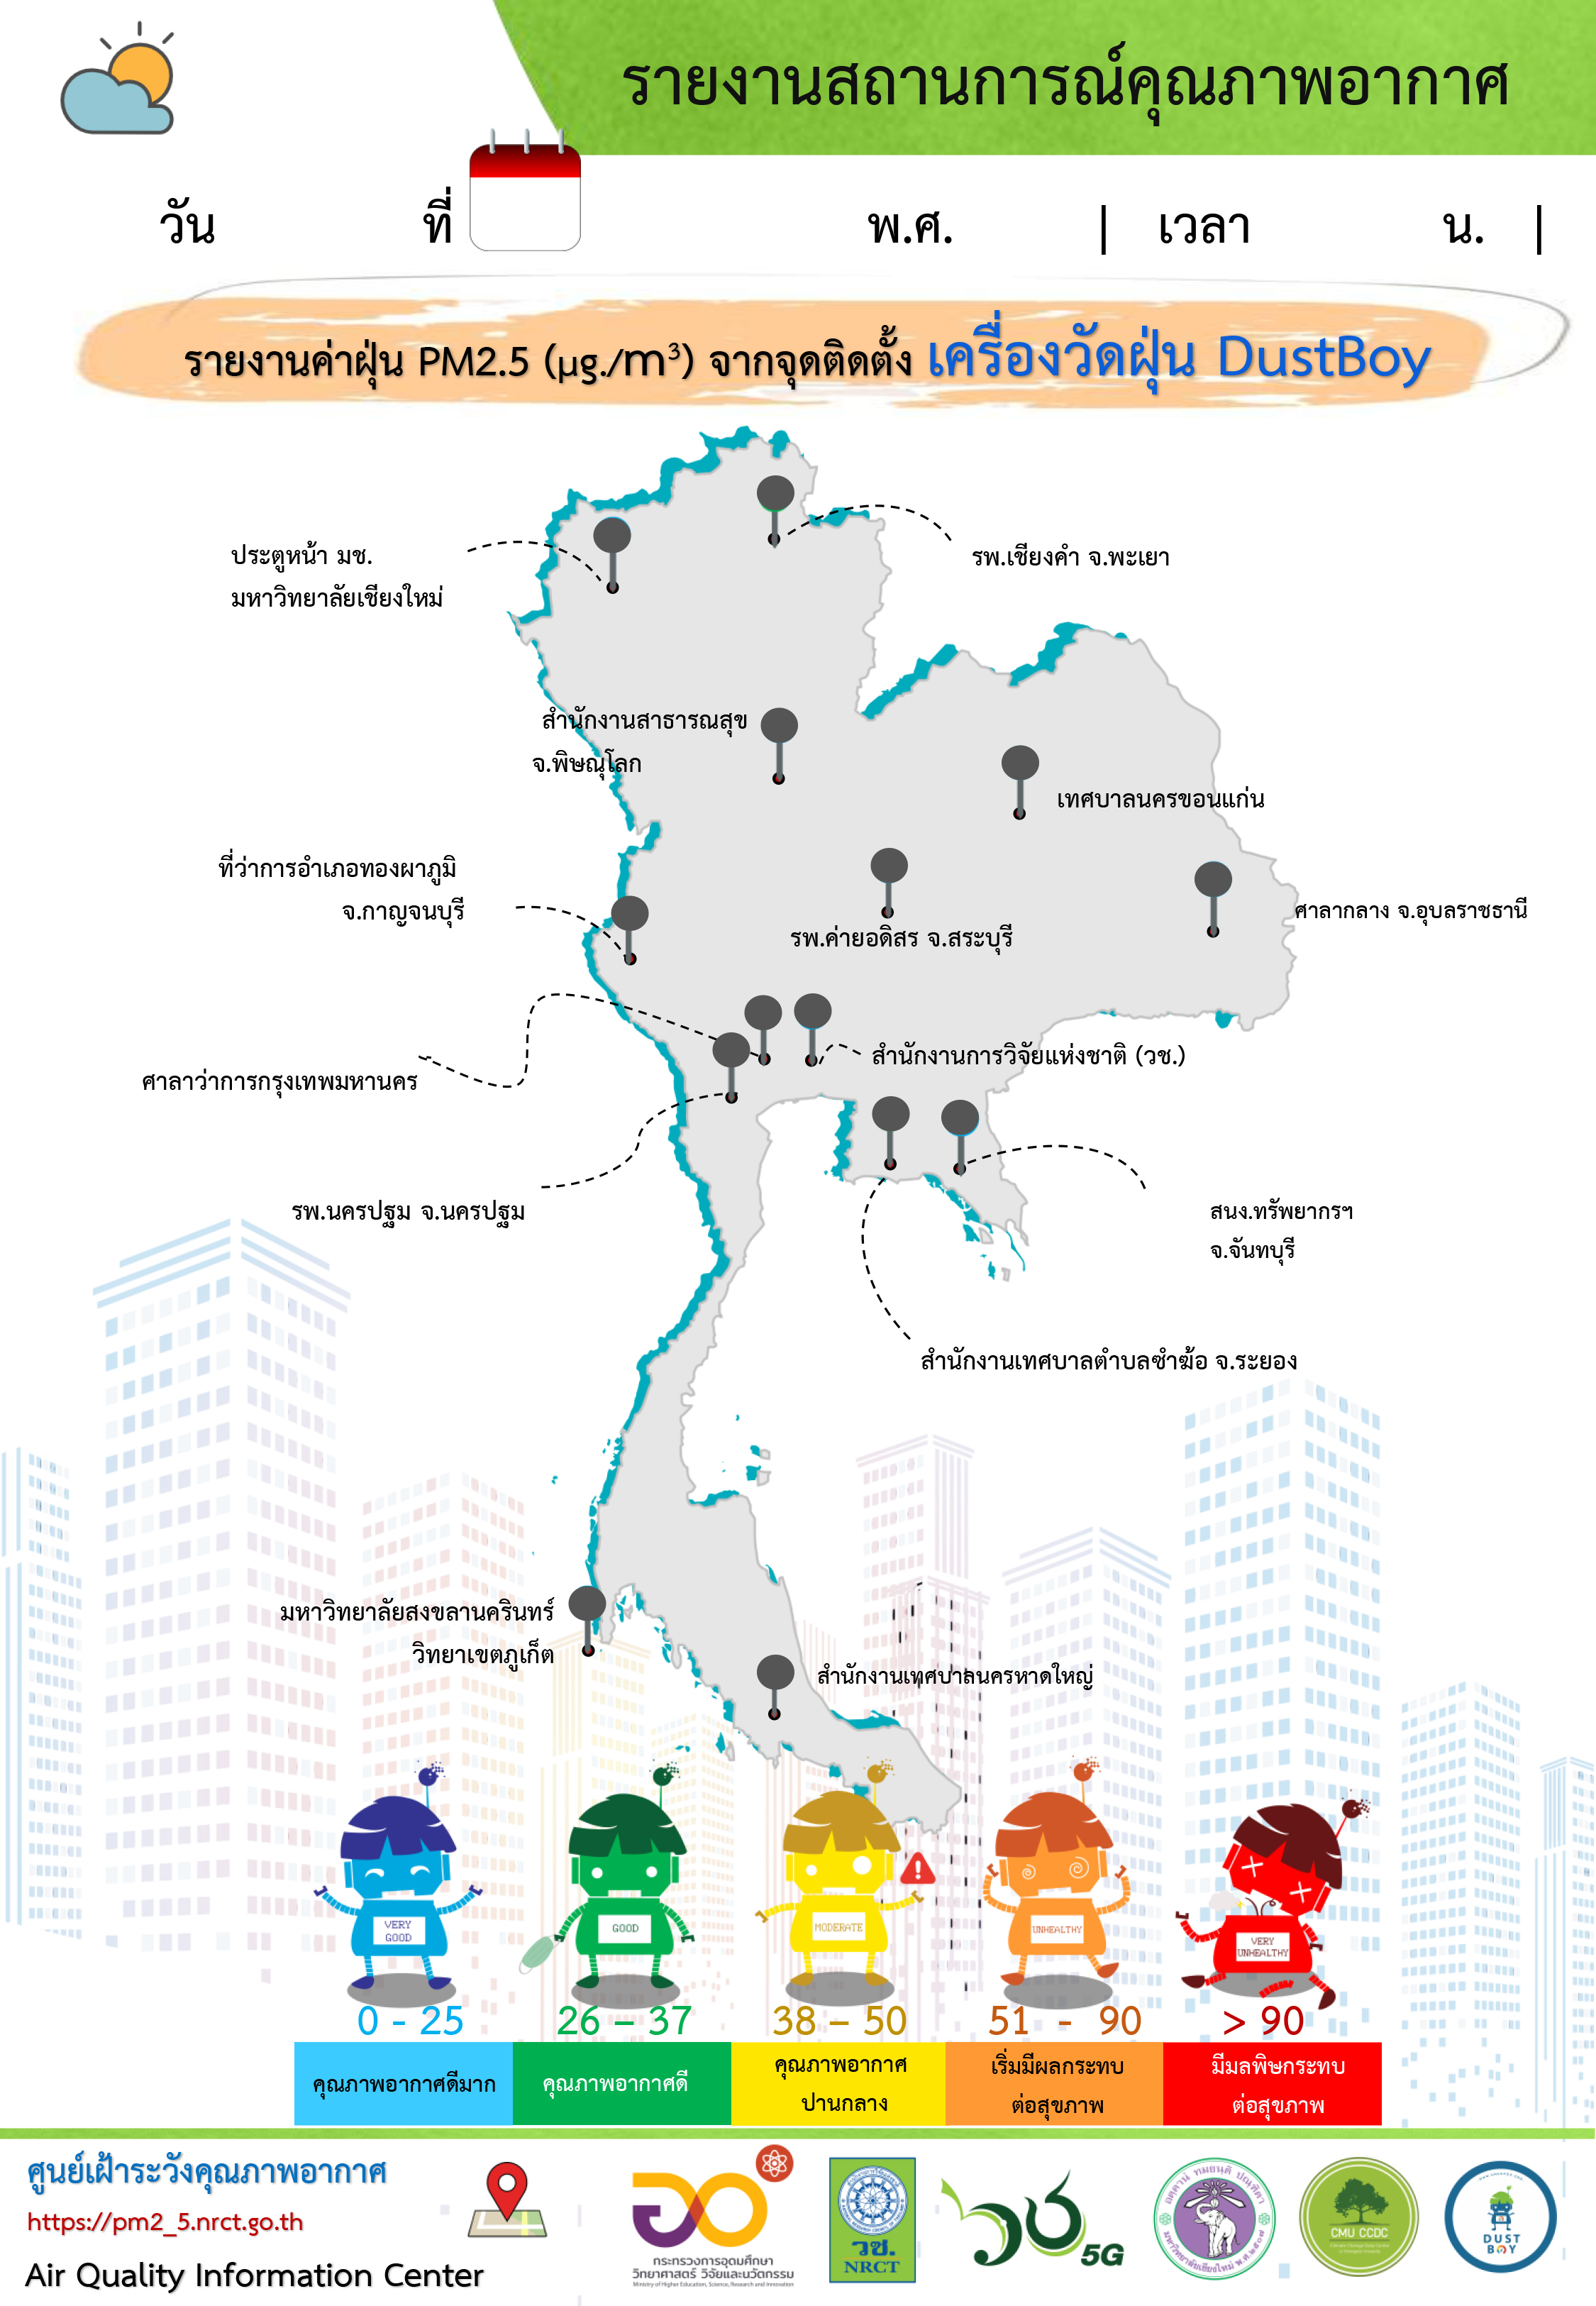 รายงานสถานการณ์คุณภาพอากาศ
วัน ที่ พ.ศ. | เวลา น. |
รายงานค่าฝุ่น PM2.5 (µg./m³) จากจุดติดตั้ง เครื่องวัดฝุ่น DustBoy
ประตูหน้า มช.
มหาวิทยาลัยเชียงใหม่
รพ.เชียงคำ จ.พะเยา
สำนักงานสาธารณสุข
จ.พิษณุโลก
เทศบาลนครขอนแก่น
ที่ว่าการอำเภอทองผาภูมิ
จ.กาญจนบุรี
รพ.ค่ายอดิสร จ.สระบุรี
ศาลากลาง จ.อุบลราชธานี
ศาลาว่าการกรุงเทพมหานคร
สำนักงานการวิจัยแห่งชาติ (วช.)
รพ.นครปฐม จ.นครปฐม
สนง.ทรัพยากรฯ
จ.จันทบุรี
สำนักงานเทศบาลตำบลซำฆ้อ จ.ระยอง
มหาวิทยาลัยสงขลานครินทร์
วิทยาเขตภูเก็ต
สำนักงานเทศบาลนครหาดใหญ่
VERY
GOOD
GOOD
MODERATE
UNHEALTHY
VERY
UNHEALTHY
0 - 25
26 – 37
38 – 50
51 - 90
> 90
คุณภาพอากาศดีมาก
คุณภาพอากาศดี
คุณภาพอากาศ
ปานกลาง
เริ่มมีผลกระทบ
ต่อสุขภาพ
มีมลพิษกระทบ
ต่อสุขภาพ
ศูนย์เฝ้าระวังคุณภาพอากาศ
https://pm2_5.nrct.go.th
Air Quality Information Center
กระทรวงการอุดมศึกษา
วิทยาศาสตร์ วิจัยและนวัตกรรม
Ministry of Higher Education, Science, Research and Innovation
วช.
NRCT
5G
มหาวิทยาลัยเชียงใหม่ พ.ศ.๒๕๐๗
CMU CCDC
DUST
BOY